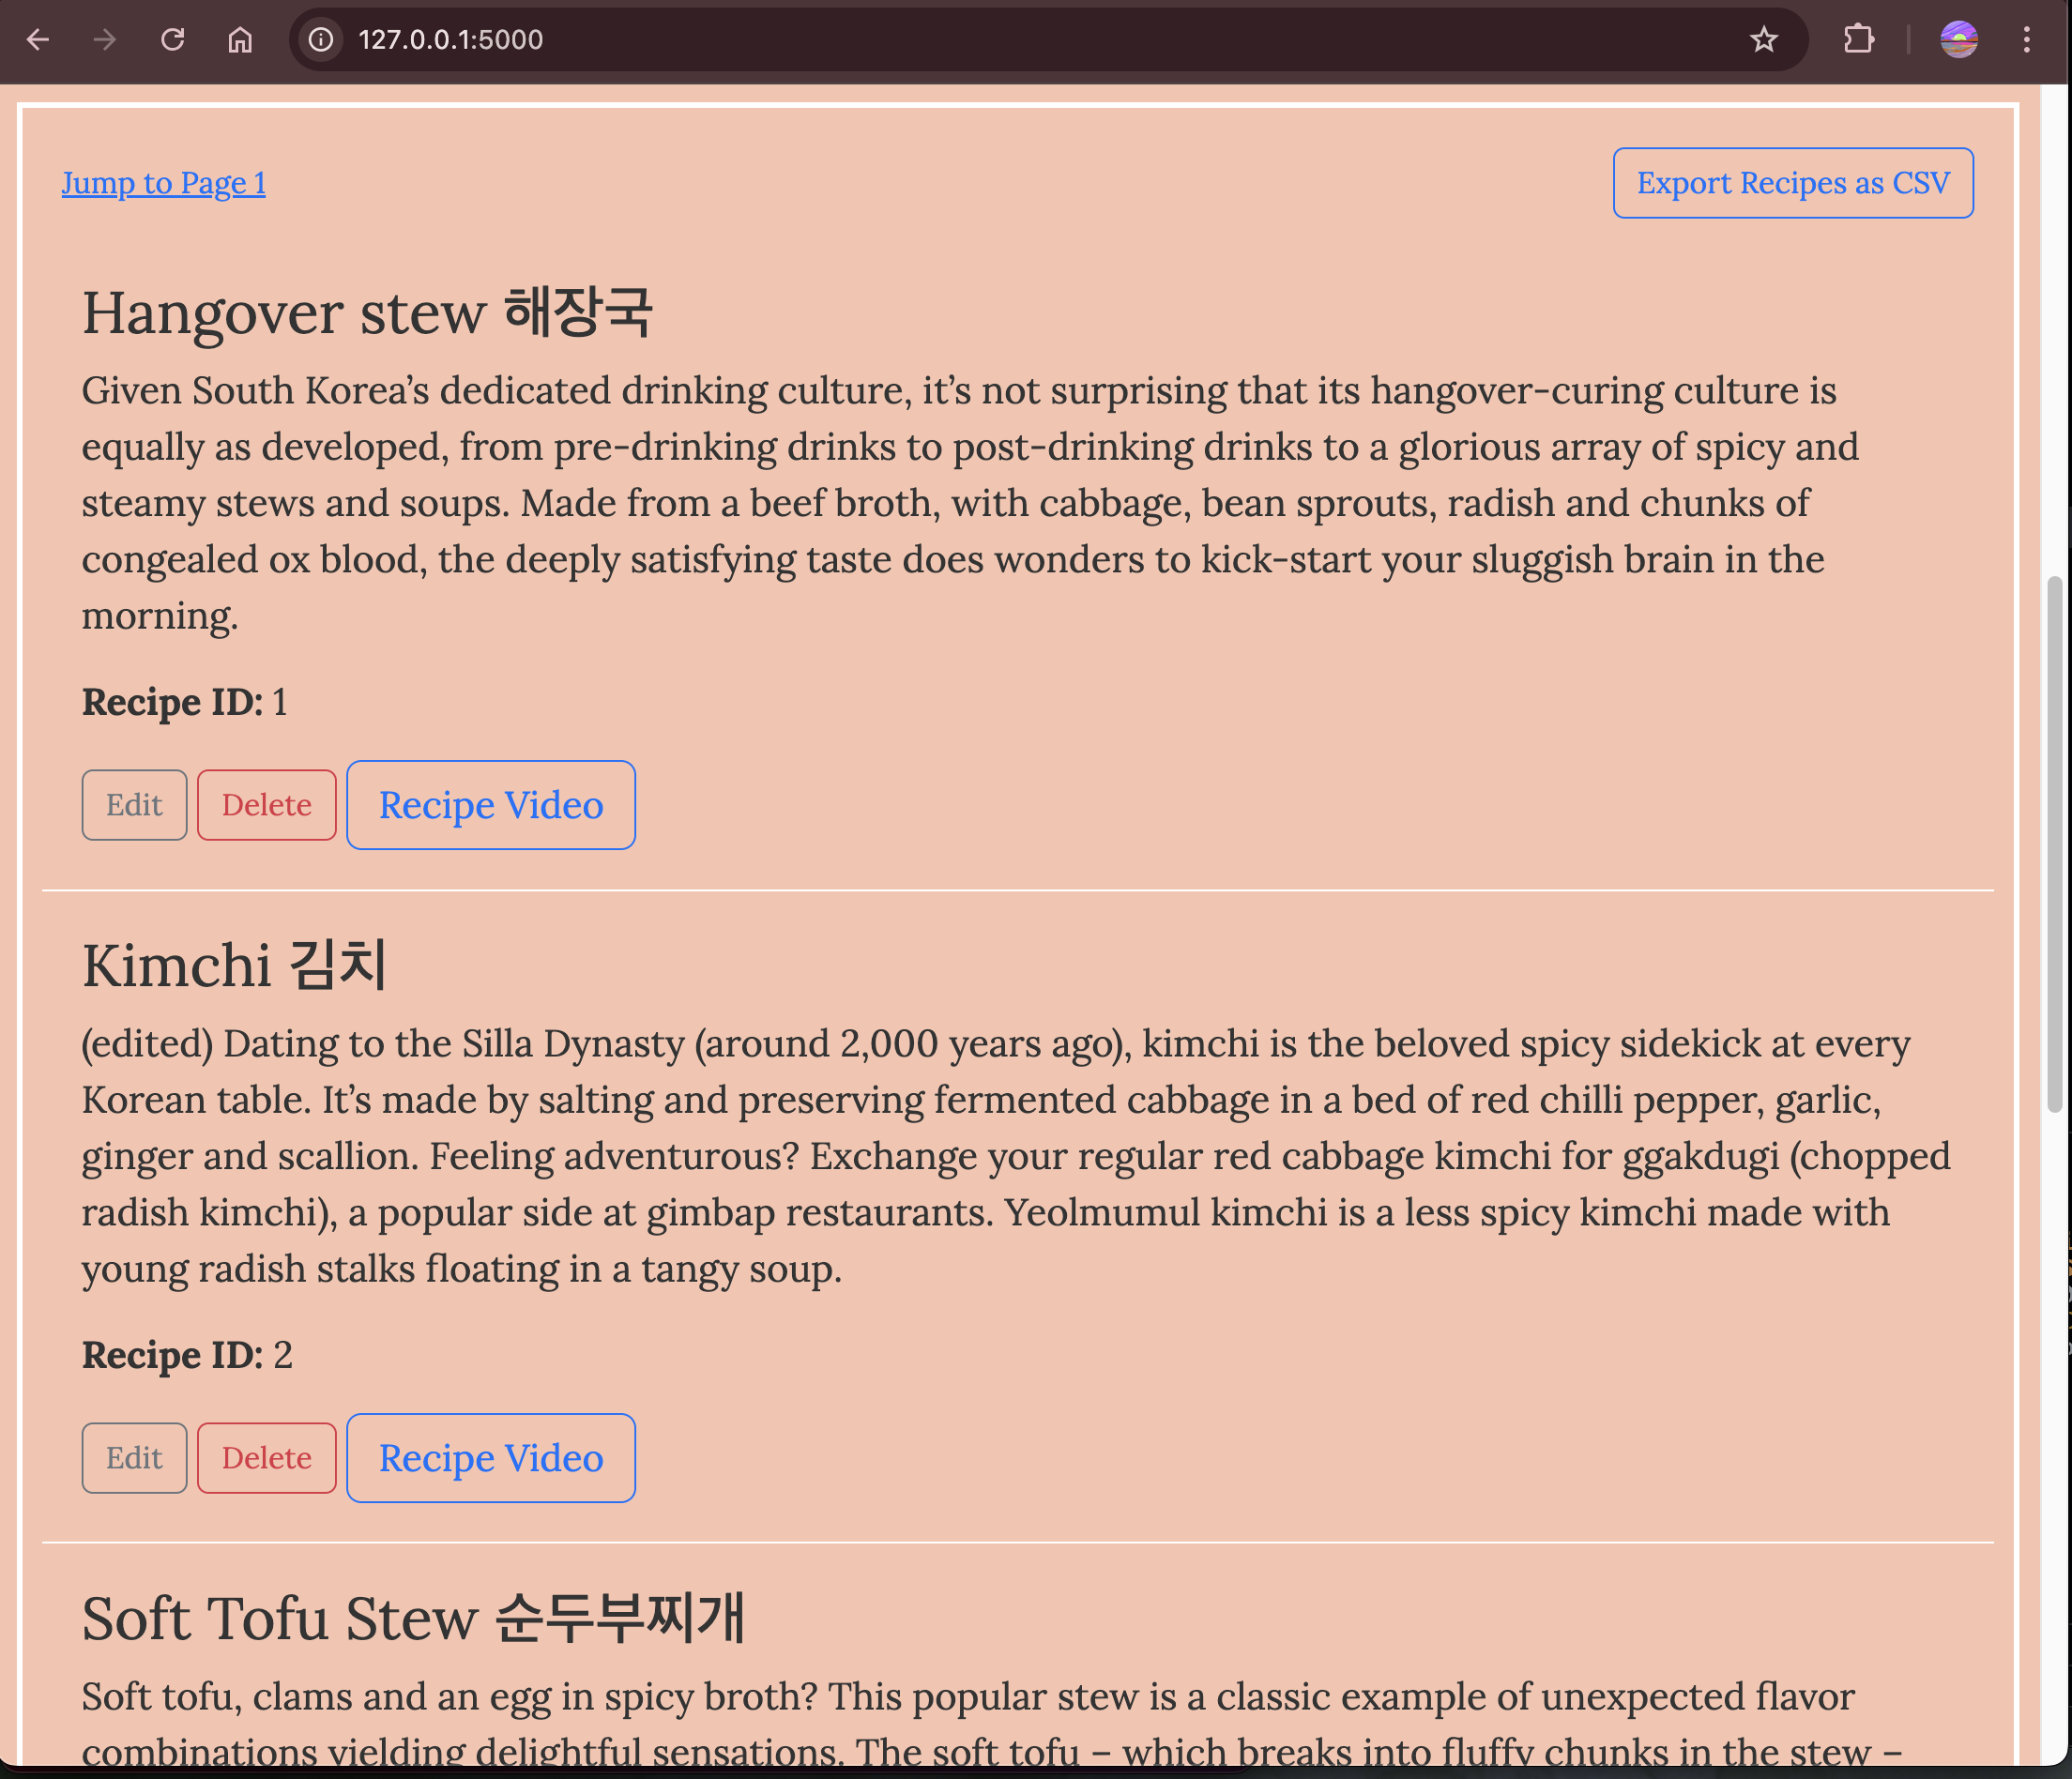 127.0.0.1:5000
Jump to Page 1
Export Recipes as CSV
Hangover stew 해장국
Given South Korea’s dedicated drinking culture, it’s not surprising that its hangover-curing culture is
equally as developed, from pre-drinking drinks to post-drinking drinks to a glorious array of spicy and
steamy stews and soups. Made from a beef broth, with cabbage, bean sprouts, radish and chunks of
congealed ox blood, the deeply satisfying taste does wonders to kick-start your sluggish brain in the
morning.
Recipe ID: 1
Edit Delete Recipe Video
Kimchi 김치
(edited) Dating to the Silla Dynasty (around 2,000 years ago), kimchi is the beloved spicy sidekick at every
Korean table. It’s made by salting and preserving fermented cabbage in a bed of red chilli pepper, garlic,
ginger and scallion. Feeling adventurous? Exchange your regular red cabbage kimchi for ggakdugi (chopped
radish kimchi), a popular side at gimbap restaurants. Yeolmumul kimchi is a less spicy kimchi made with
young radish stalks floating in a tangy soup.
Recipe ID: 2
Edit Delete Recipe Video
Soft Tofu Stew 순두부찌개
Soft tofu, clams and an egg in spicy broth? This popular stew is a classic example of unexpected flavor
combinations yielding delightful sensations. The soft tofu – which breaks into fluffy chunks in the stew –